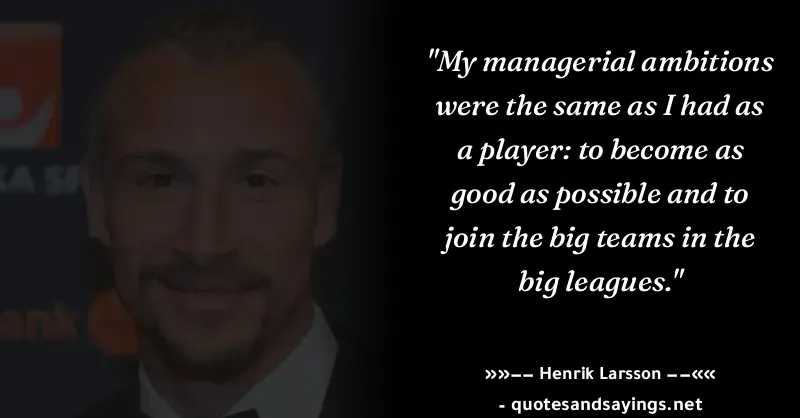 "My managerial ambitions
were the same as I had as
a player: to become as
good as possible and to
join the big teams in the
big leagues."
»»−− Henrik Larsson −−««
- quotesandsayings.net
ank